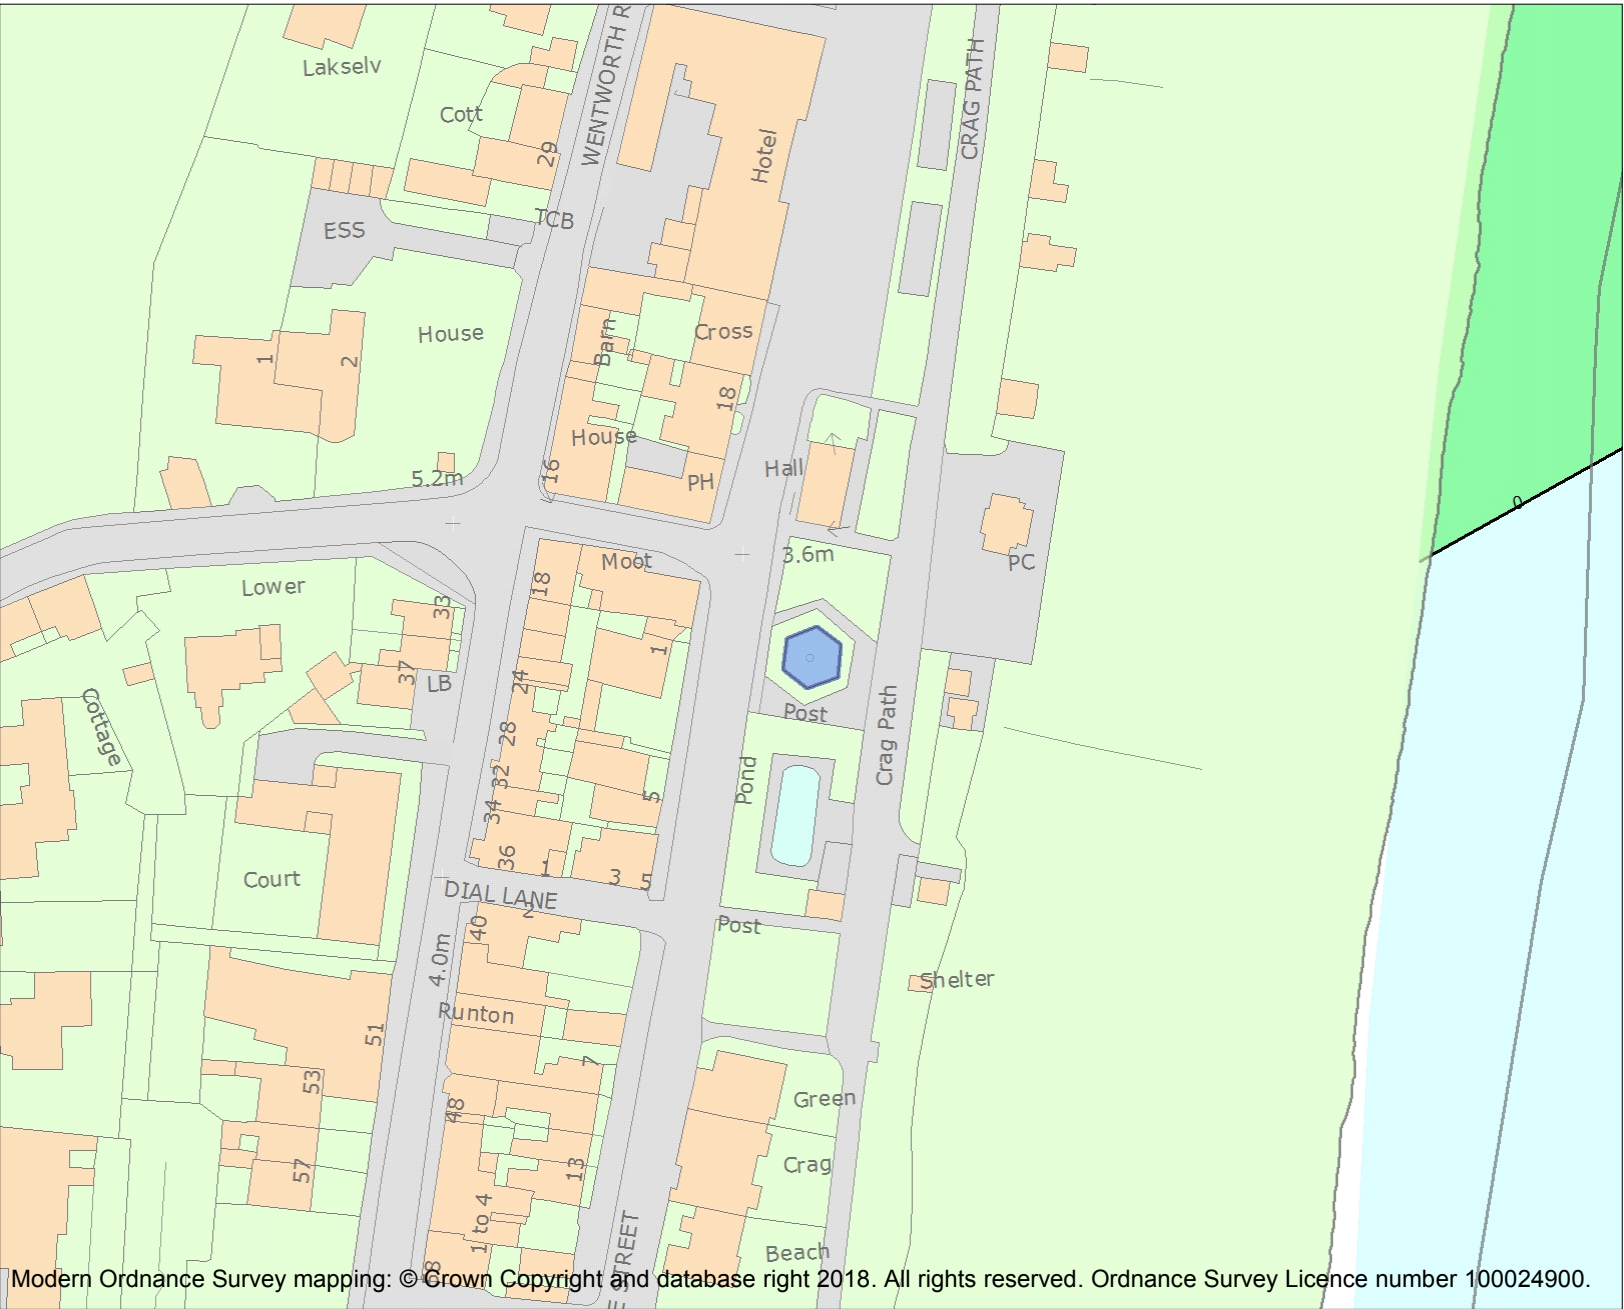 Lakselv
WENTWORTH R
CRAG PATH
Cott
29
Hotel
TCB
ESS
House
Barn
Cross
1
2
18
House
16
5.2m
PH
Hall
3.6m
PC
0
Moot
18
Lower
33
37
LB
24
1
Cottage
28
Post
Crag Path
Pond
32
34
5
36
1
3
5
Court
DIAL LANE
2
40
Post
4.0m
Shelter
Runton
51
7
53
48
Green
13
Crag
57
1 to 4
E STREET
Beach
58
Modern Ordnance Survey mapping: © Crown Copyright and database right 2018. All rights reserved. Ordnance Survey Licence number 100024900.